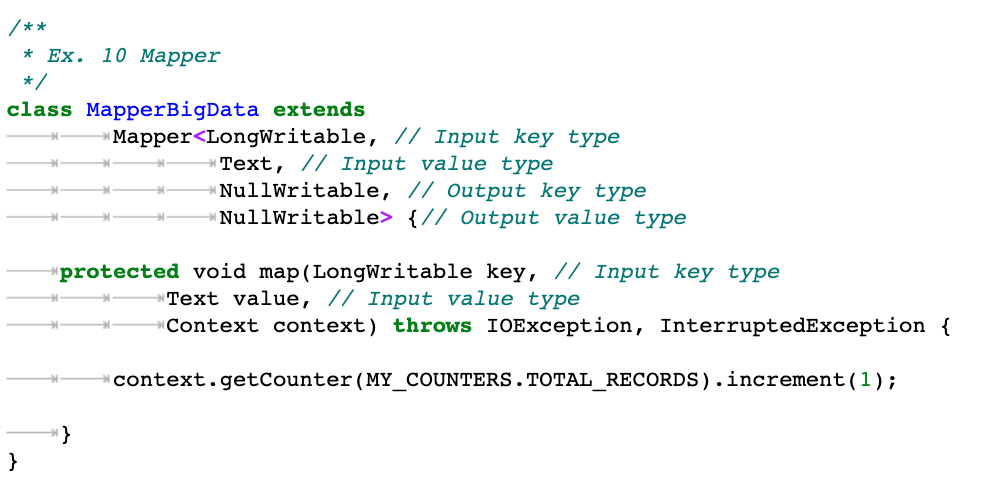 /**
 * Ex. 10 Mapper
 */
class MapperBigData extends
		Mapper<LongWritable, // Input key type
				Text, // Input value type
				NullWritable, // Output key type
				NullWritable> {// Output value type

	protected void map(LongWritable key, // Input key type
			Text value, // Input value type
			Context context) throws IOException, InterruptedException {

		context.getCounter(MY_COUNTERS.TOTAL_RECORDS).increment(1);

	}
}